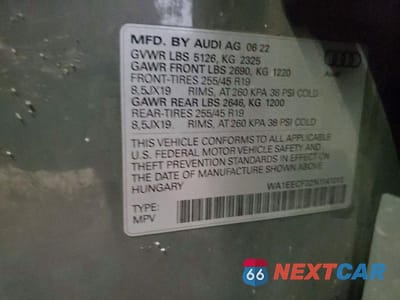 MFD. BY AUDI AG 06 22
GVWR LBS 5126, KG 2325
GAWR FRONT LBS 2690, KG 1220
FRONT-TIRES 255/45 R19
8,5JX19 RIMS, AT 260 KPA 38 PSI COLD
GAWR REAR LBS 2646, KG 1200
REAR-TIRES 255/45 R19
8,5JX19 RIMS, AT 260 KPA 38 PSI COLD
THIS VEHICLE CONFORMS TO ALL APPLICABLE
U.S. FEDERAL MOTOR VEHICLE SAFETY AND
THEFT PREVENTION STANDARDS IN EFFECT ON
THE DATE OF MANUFACTURE SHOWN ABOVE
HUNGARY
TYPE:
MPV
Audi
66 NEXTCAR